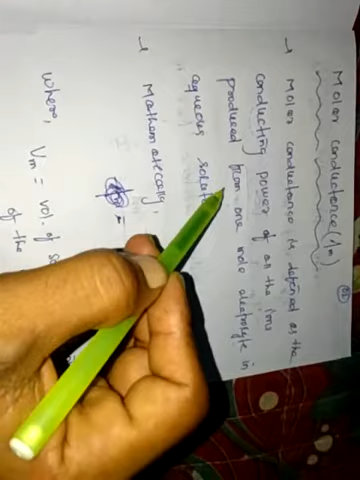 Molar conductance (Λm)
→ Molar conductance is defined as the
conducting power of all the ions
produced from one mole electrolyte in
aqueous
→ Mathematically,
where, Vm = vol. of
of the